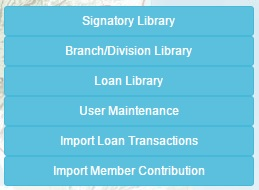 Signatory Library
Branch/Division Library
Loan Library
User Maintenance
Import Loan Transactions
Import Member Contribution